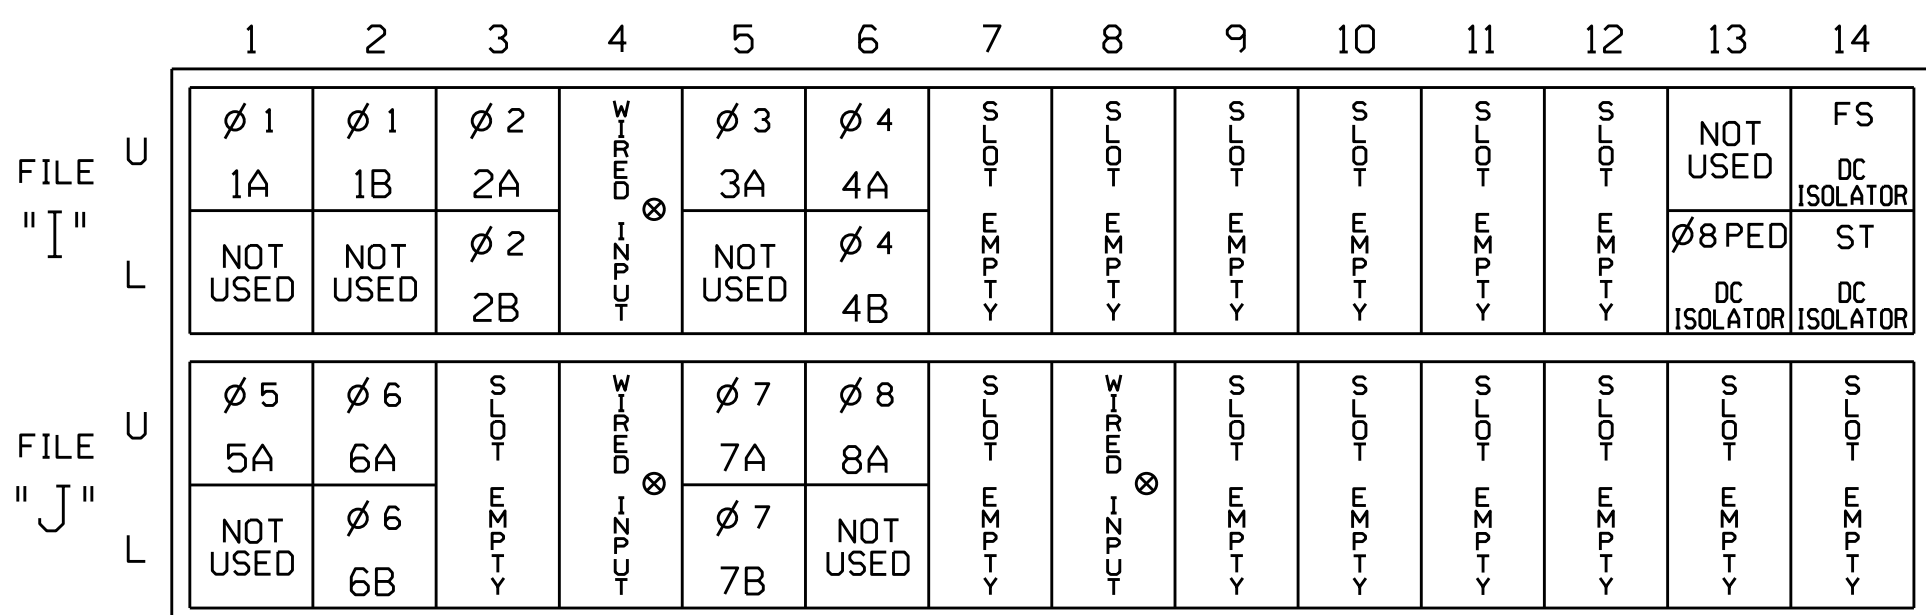 1 2 3 4 5 6 7 8 9 10 11 12 13 14
FILE "I"
U
L
Ø 1
1A
NOT
USED
Ø 1
1B
NOT
USED
Ø 2
2A
Ø 2
2B
WIRED INPUT
Ø 3
3A
NOT
USED
Ø 4
4A
Ø 4
4B
SLOT EMPTY
SLOT EMPTY
SLOT EMPTY
SLOT EMPTY
SLOT EMPTY
SLOT EMPTY
NOT
USED
Ø8 PED
DC
ISOLATOR
FS
DC
ISOLATOR
ST
DC
ISOLATOR
FILE "J"
U
L
Ø 5
5A
NOT
USED
Ø 6
6A
Ø 6
6B
SLOT EMPTY
WIRED INPUT
Ø 7
7A
Ø 7
7B
Ø 8
8A
NOT
USED
SLOT EMPTY
WIRED INPUT
SLOT EMPTY
SLOT EMPTY
SLOT EMPTY
SLOT EMPTY
SLOT EMPTY
SLOT EMPTY